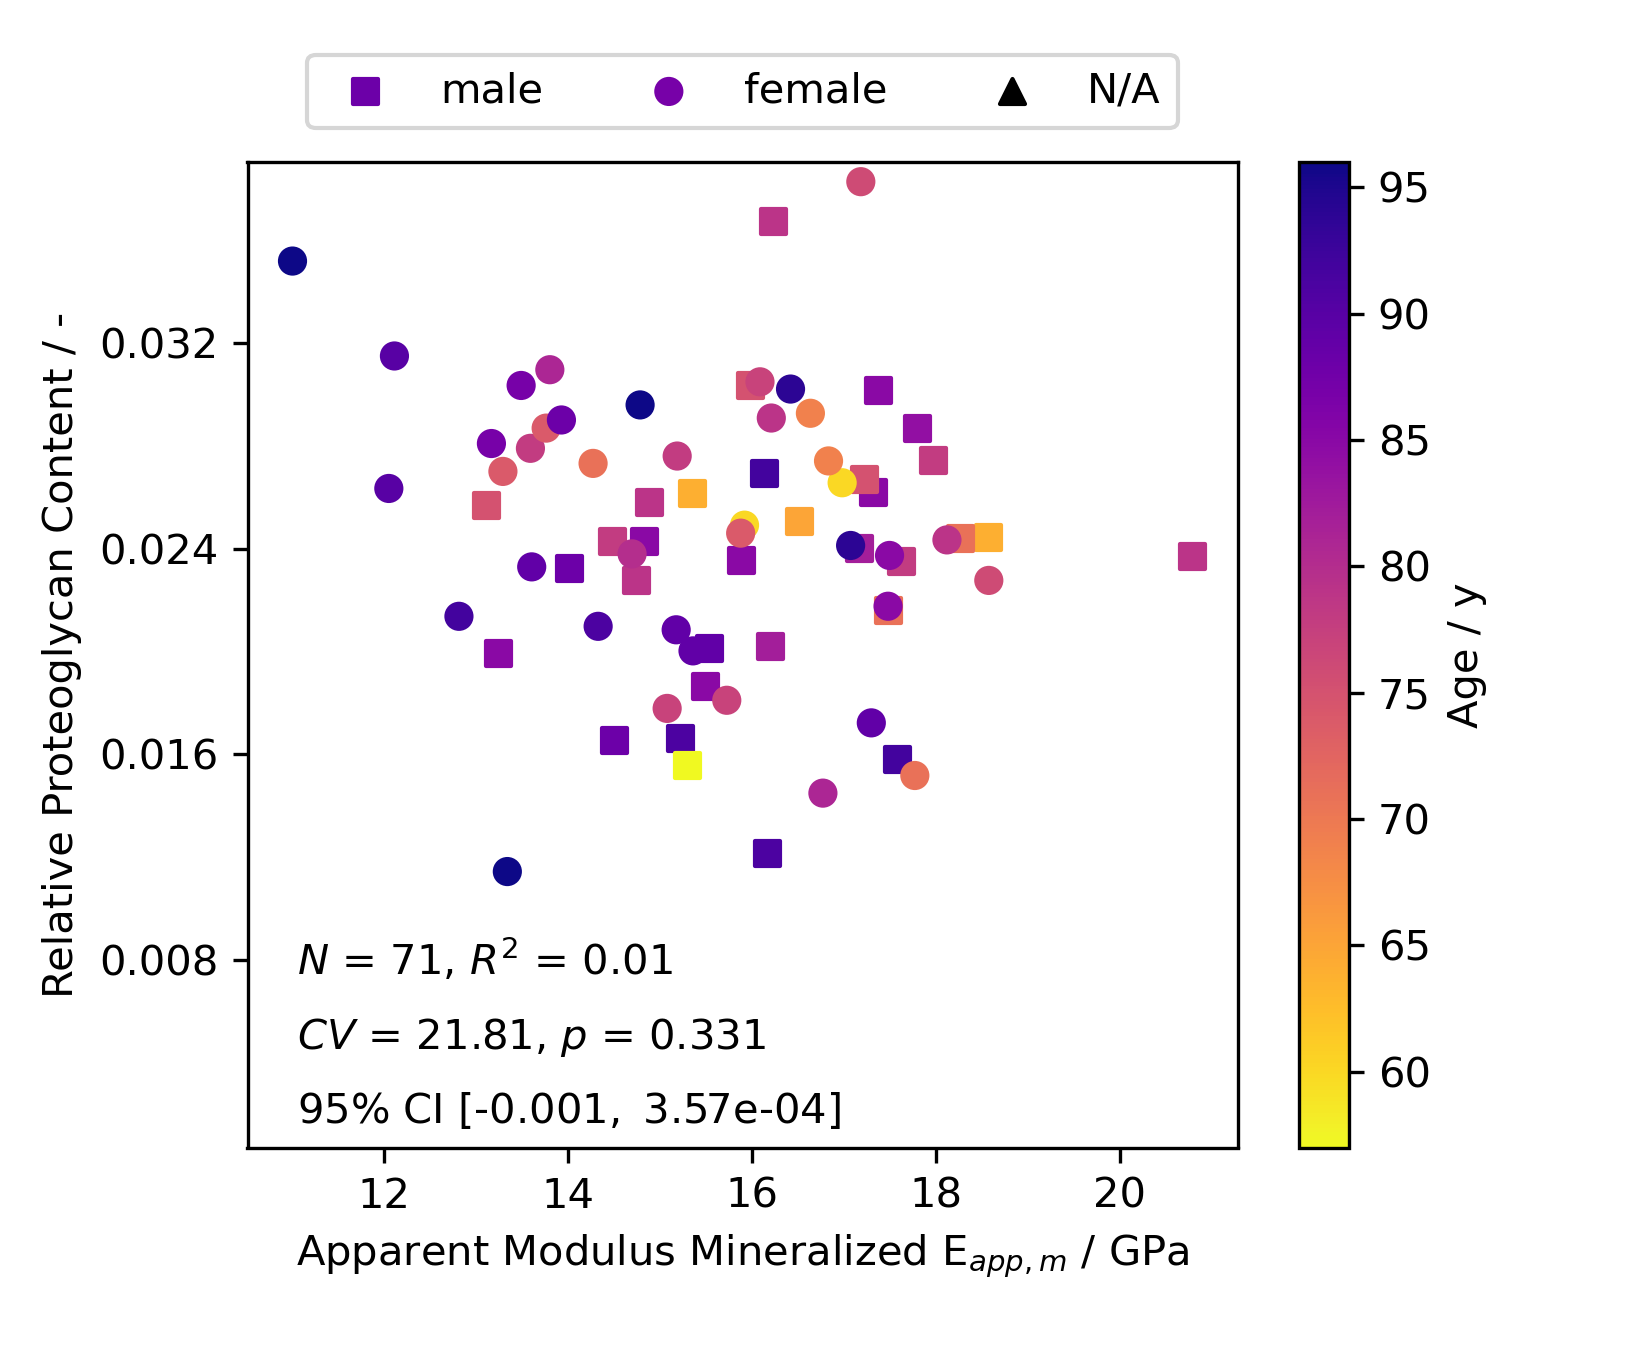 male female N/A
Relative Proteoglycan Content / -
0.032
0.024
0.016
0.008
N = 71, R² = 0.01
CV = 21.81, p = 0.331
95% CI [-0.001, 3.57e-04]
12 14 16 18 20
Apparent Modulus Mineralized E_app,m / GPa
95
90
85
80
75
70
65
60
Age / y